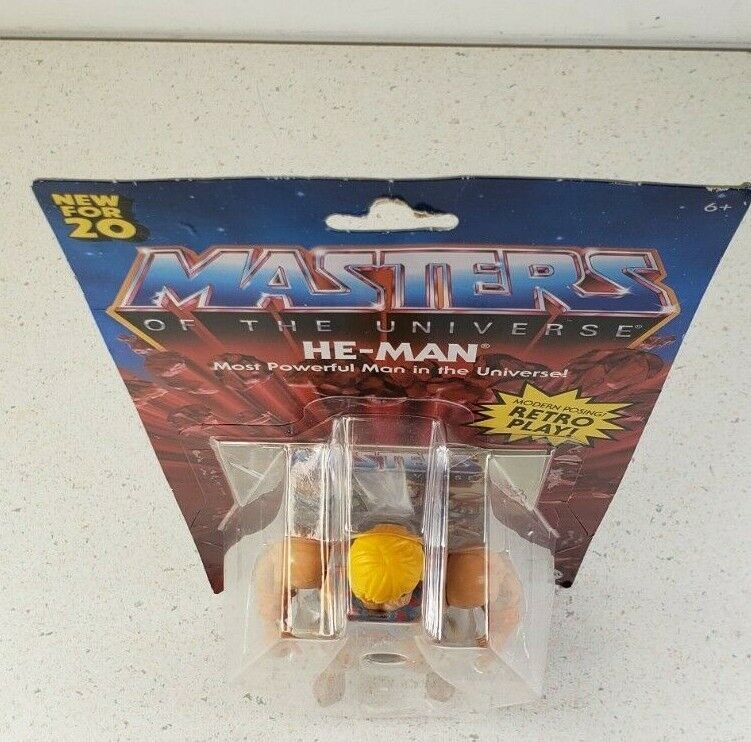 NEW
FOR
20
6+
MASTERS
OF THE UNIVERSE®
HE-MAN®
Most Powerful Man in the Universe!
MODERN POSING!
RETRO
PLAY!